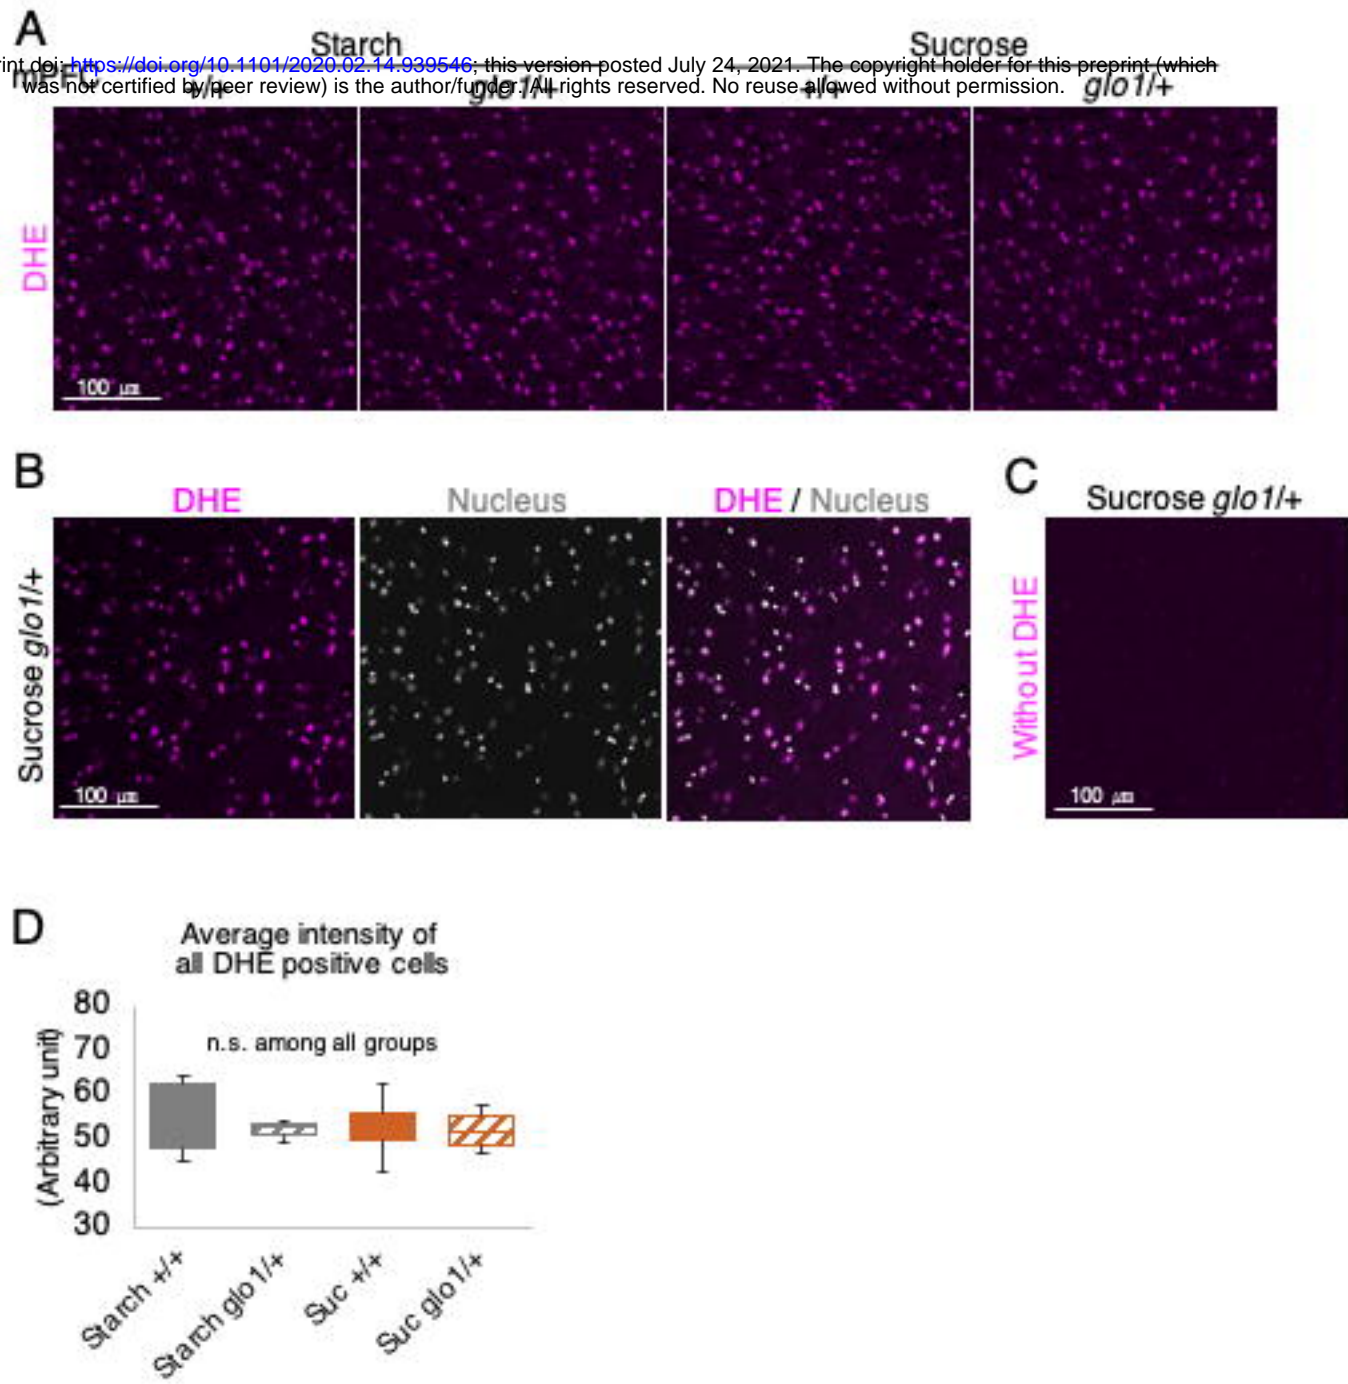 A
Starch
Sucrose
int doi: https://doi.org/10.1101/2020.02.14.939546; this version posted July 24, 2021. The copyright holder for this preprint (which
was not certified by peer review) is the author/funder. All rights reserved. No reuse allowed without permission.
mPFC +/+ glo1/+ +/+ glo1/+
DHE
100 μm
B
DHE
Nucleus
DHE / Nucleus
Sucrose glo1/+
100 μm
C
Sucrose glo1/+
Without DHE
100 μm
D
Average intensity of
all DHE positive cells
n.s. among all groups
(Arbitrary unit)
80
70
60
50
40
30
Starch +/+
Starch glo1/+
Suc +/+
Suc glo1/+